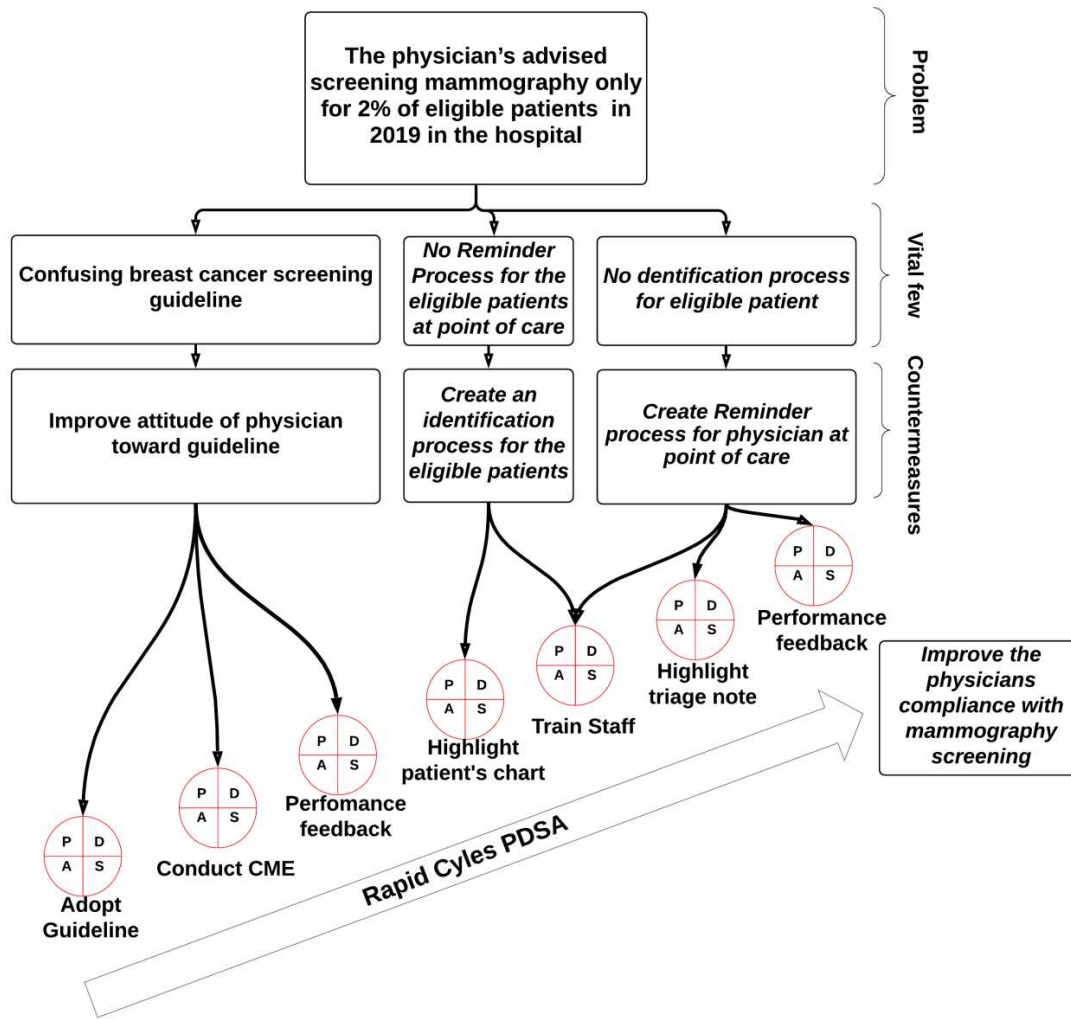 The physician's advised
screening mammography only
for 2% of eligible patients in
2019 in the hospital
Problem
Confusing breast cancer screening
guideline
No Reminder
Process for the
eligible patients
at point of care
No dentification process
for eligible patient
Vital few
Improve attitude of physician
toward guideline
Create an
identification
process for the
eligible patients
Create Reminder
process for physician at
point of care
Countermeasures
P D
A S
Adopt
Guideline
P D
A S
Conduct CME
P D
A S
Perfomance
feedback
P D
A S
Highlight
patient's chart
P D
A S
Train Staff
P D
A S
Highlight
triage note
P D
A S
Performance
feedback
Improve the
physicians
compliance with
mammography
screening
Rapid Cyles PDSA